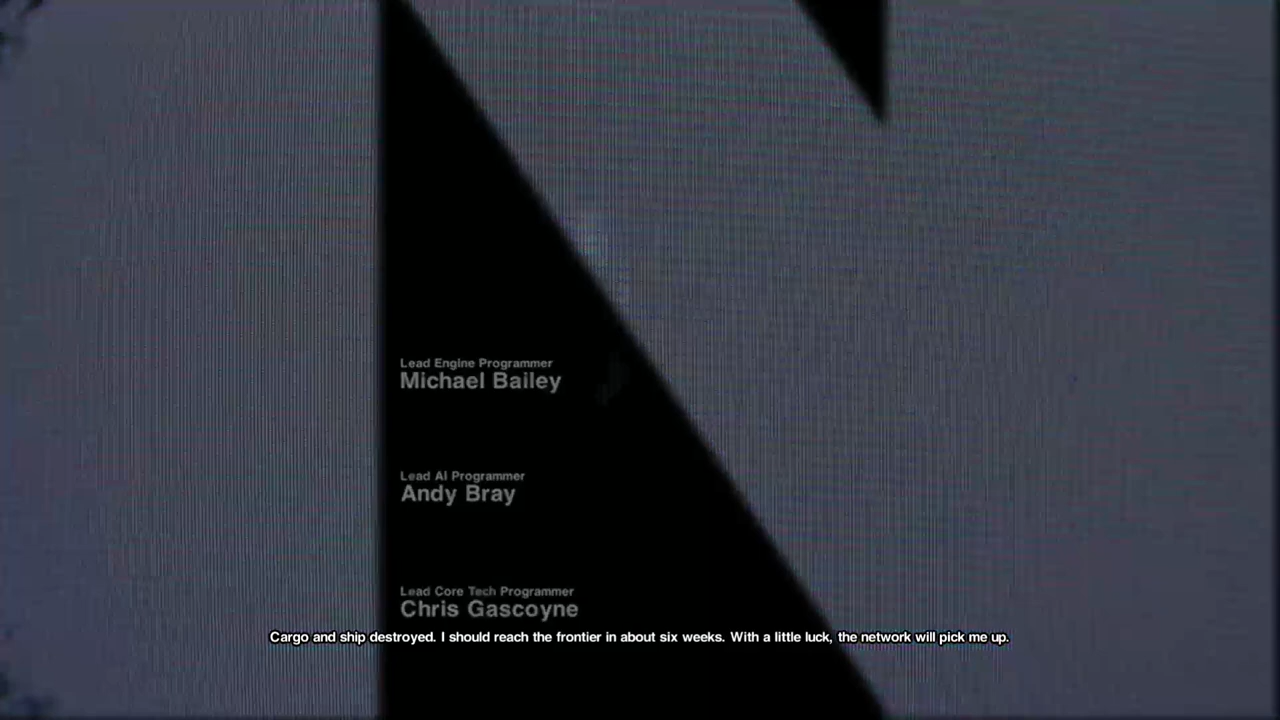 Lead Engine Programmer
Michael Bailey
Lead AI Programmer
Andy Bray
Lead Core Tech Programmer
Chris Gascoyne
Cargo and ship destroyed. I should reach the frontier in about six weeks. With a little luck, the network will pick me up.